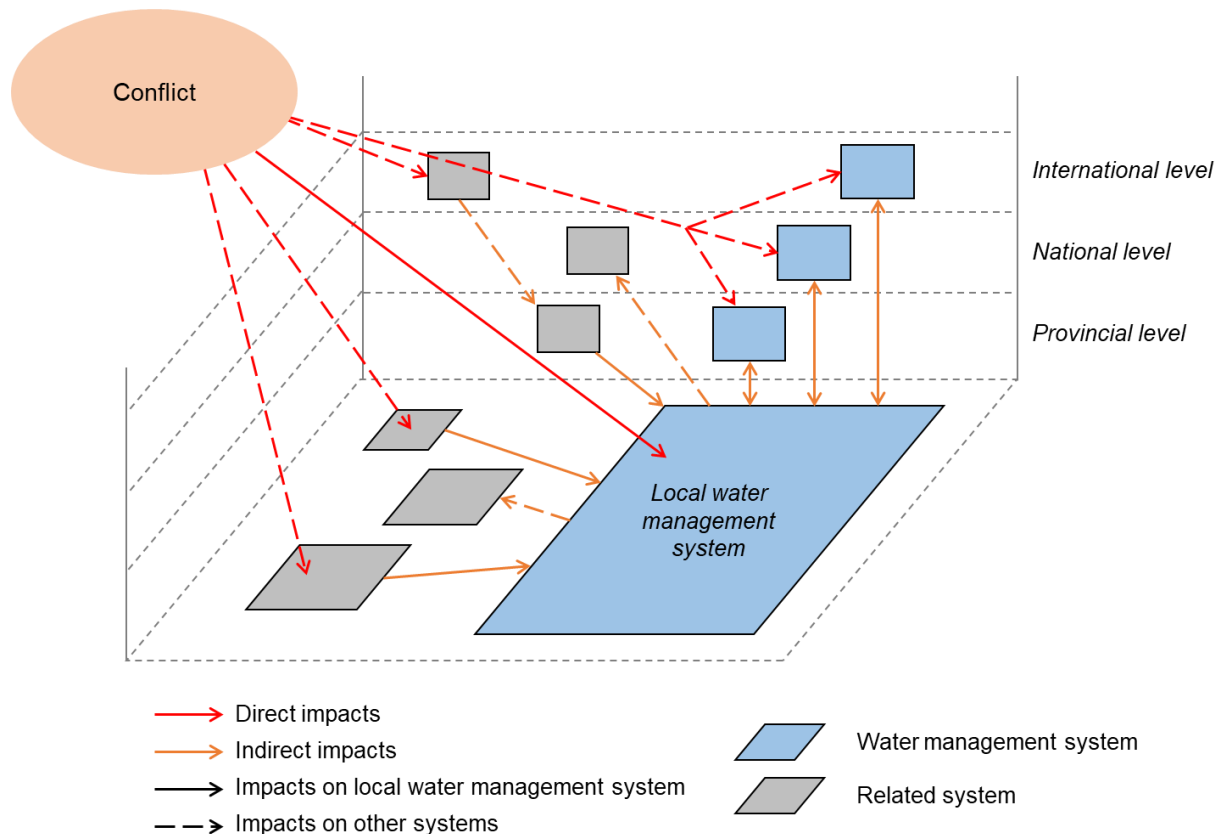 Conflict
International level
National level
Provincial level
Local water
management
system
Direct impacts
Indirect impacts
Impacts on local water management system
Impacts on other systems
Water management system
Related system